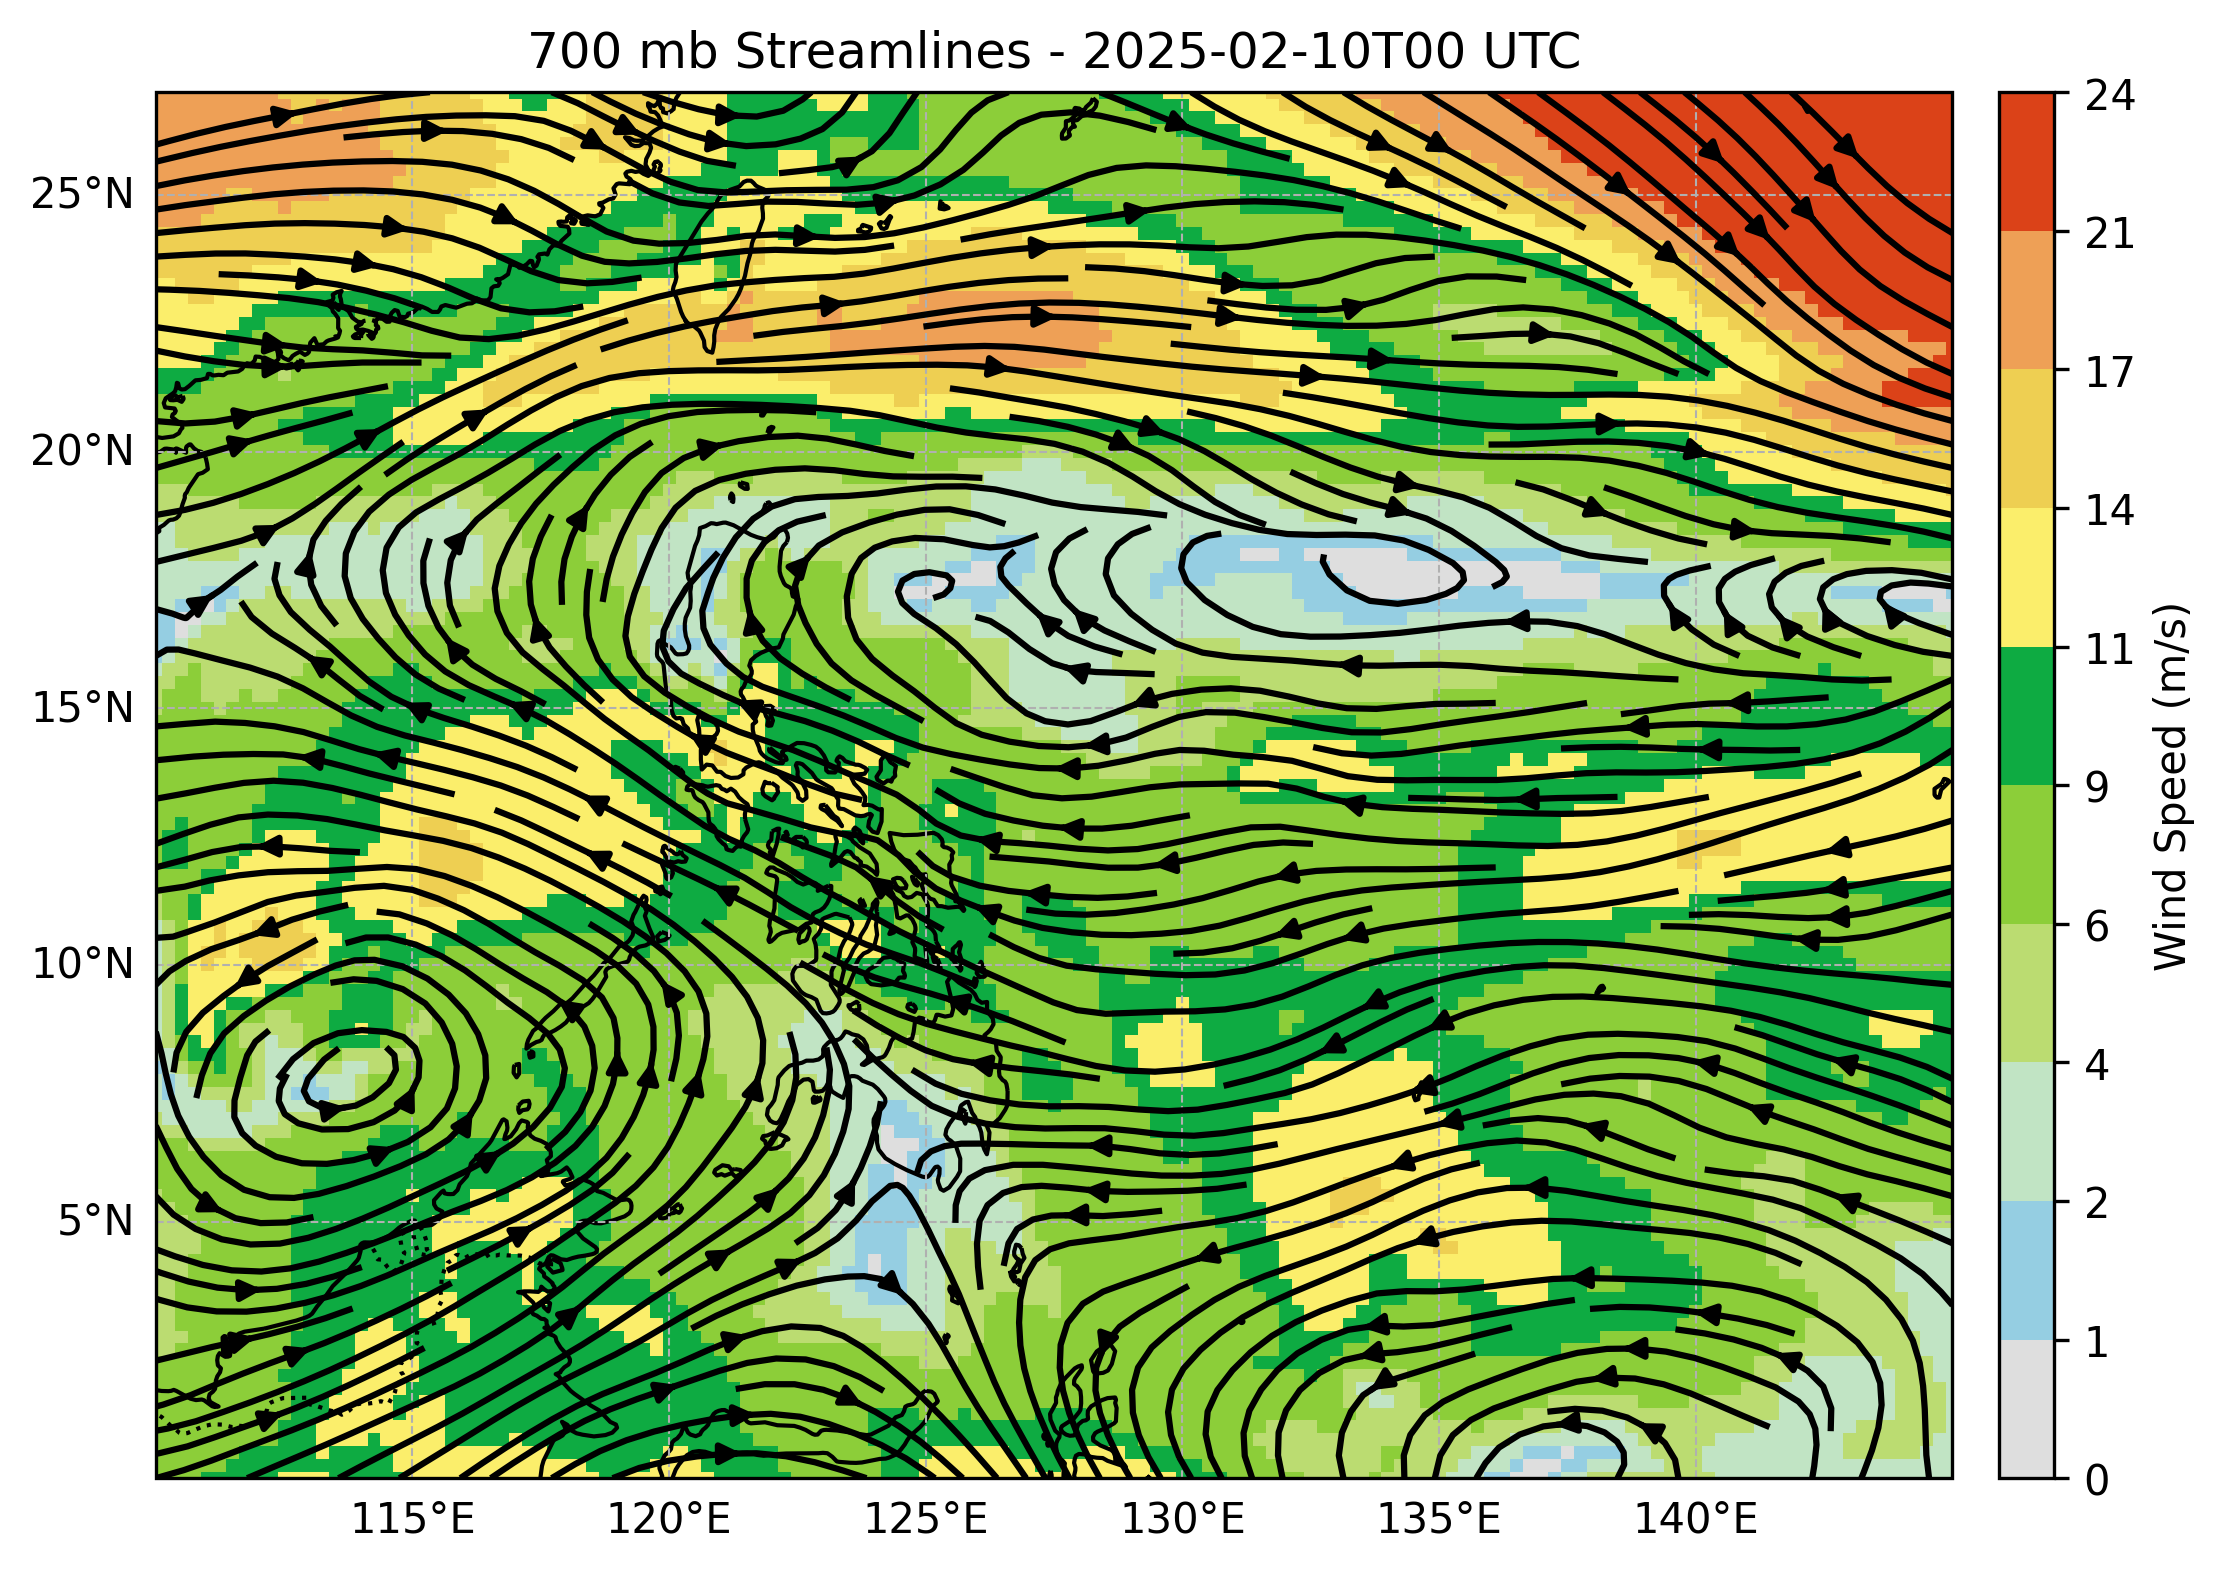 700 mb Streamlines - 2025-02-10T00 UTC
25°N
20°N
15°N
10°N
5°N
115°E
120°E
125°E
130°E
135°E
140°E
24
21
17
14
11
9
6
4
2
1
0
Wind Speed (m/s)